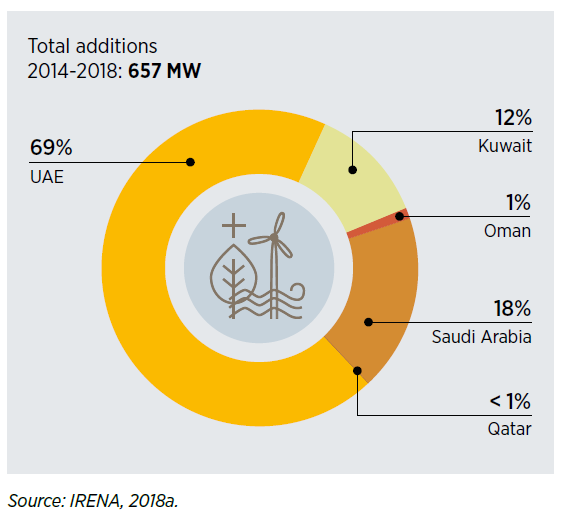 Total additions
2014-2018: 657 MW
69%
UAE
12%
Kuwait
1%
Oman
18%
Saudi Arabia
< 1%
Qatar
Source: IRENA, 2018a.